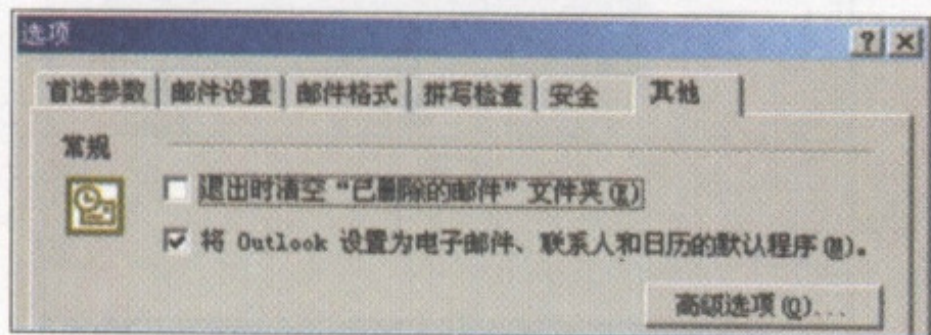 选项
首选参数 邮件设置 邮件格式 拼写检查 安全 其他
常规
退出时清空“已删除的邮件”文件夹(E)
将 Outlook 设置为电子邮件、联系人和日历的默认程序(M)。
高级选项(O)...